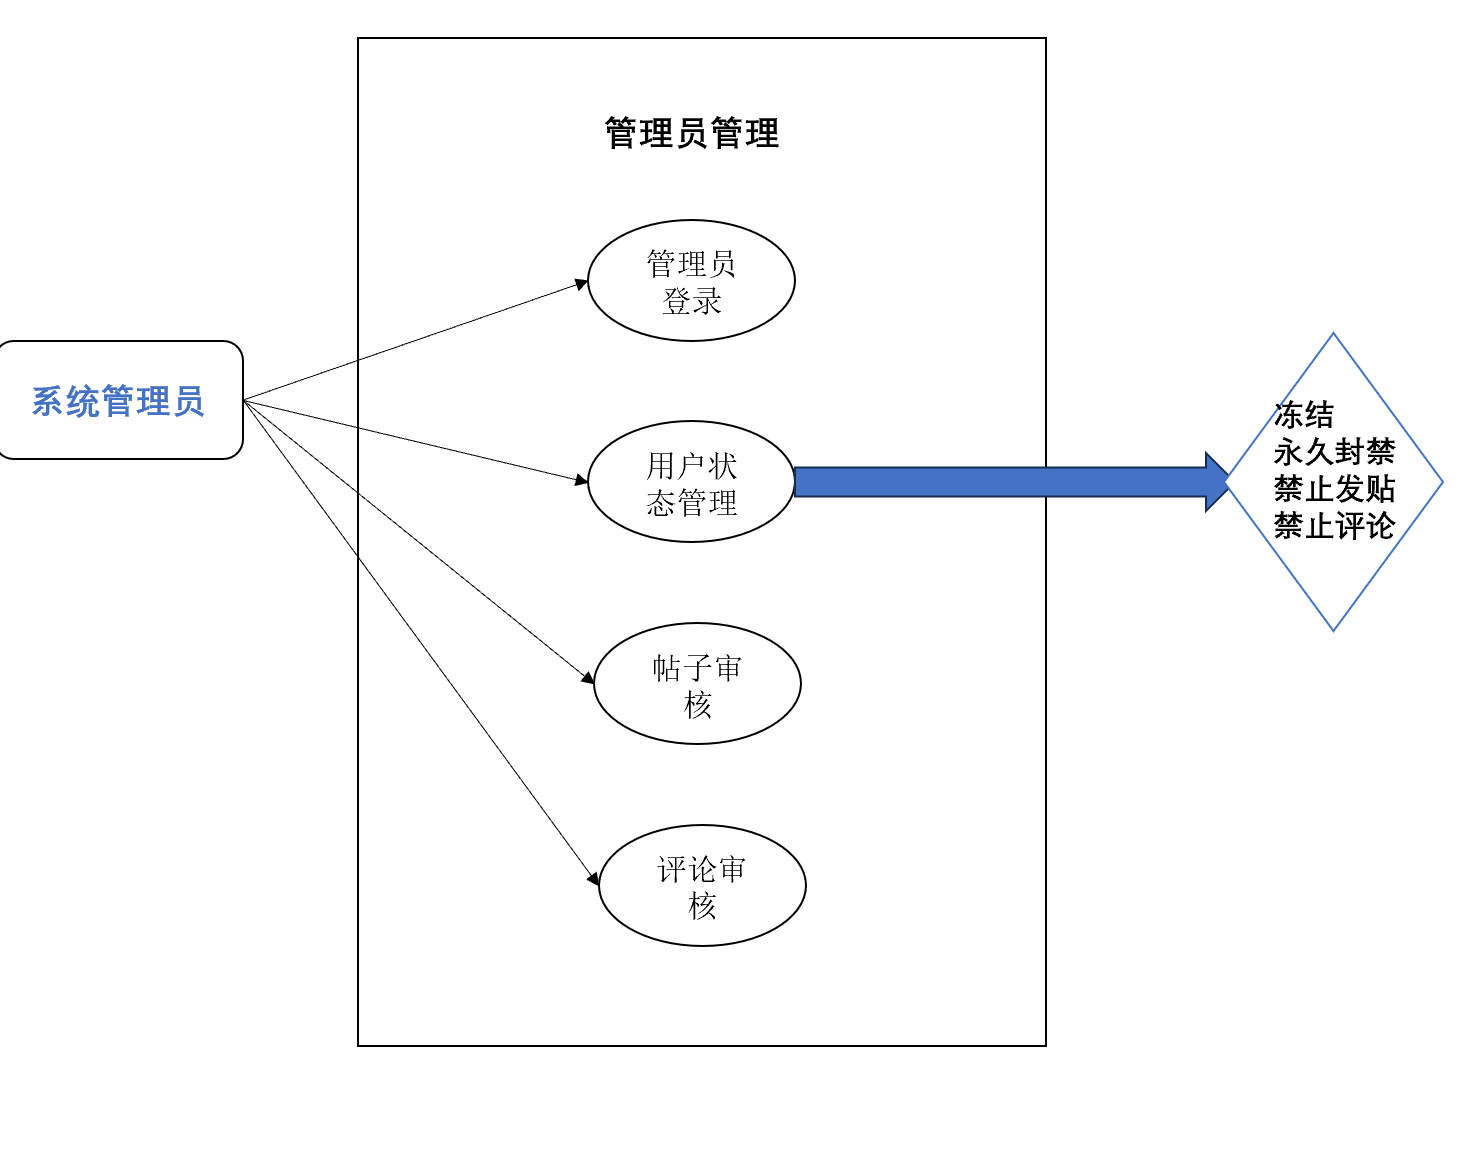 管理员管理
管理员
登录
系统管理员
用户状
态管理
冻结
永久封禁
禁止发贴
禁止评论
帖子审
核
评论审
核